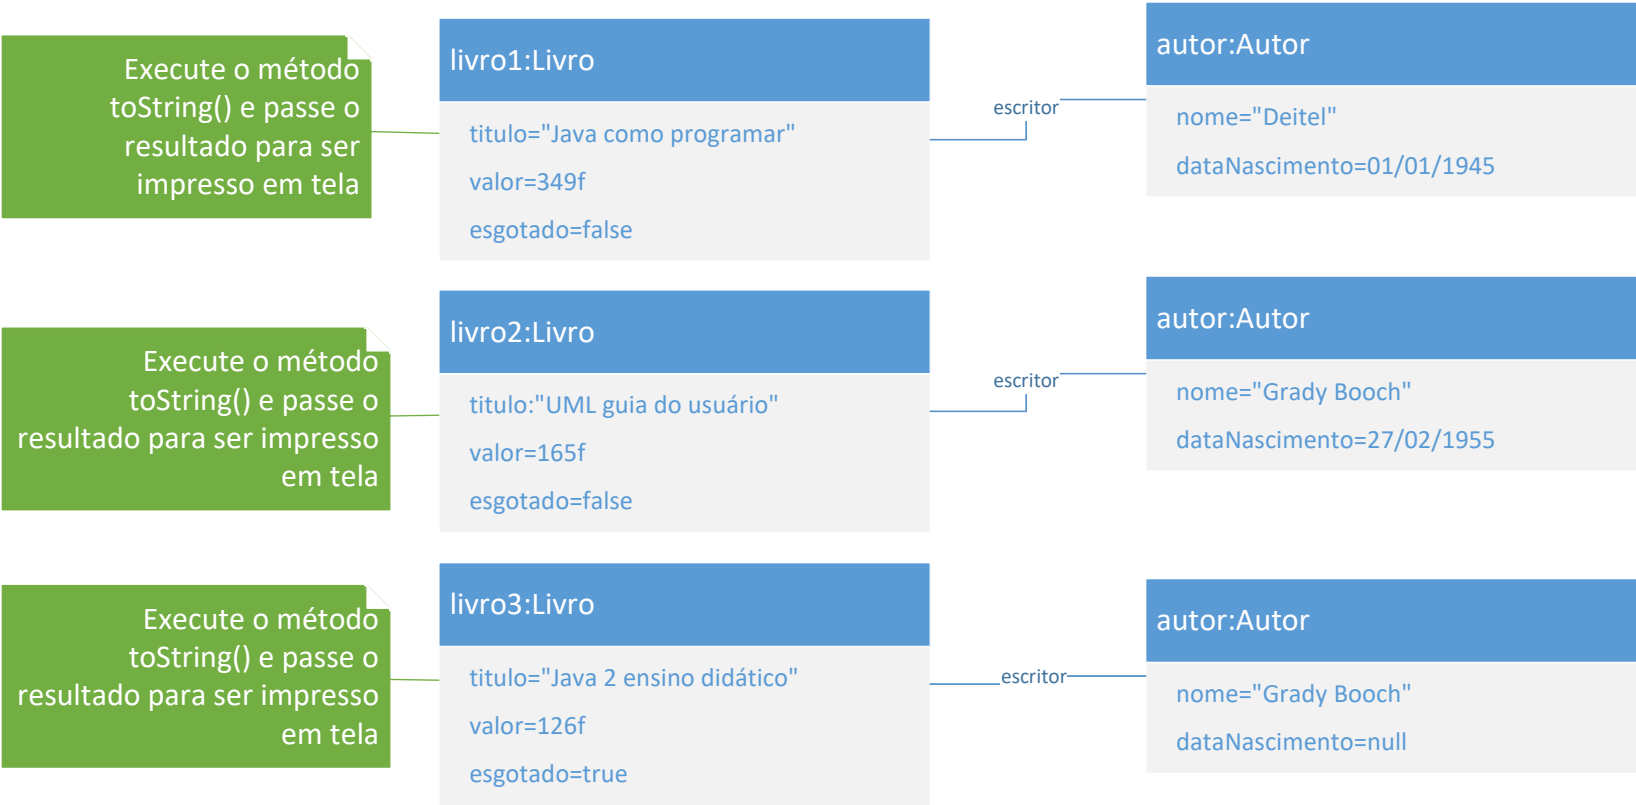 Execute o método
toString() e passe o
resultado para ser
impresso em tela
livro1:Livro
titulo="Java como programar"
valor=349f
esgotado=false
escritor
autor:Autor
nome="Deitel"
dataNascimento=01/01/1945
Execute o método
toString() e passe o
resultado para ser impresso
em tela
livro2:Livro
titulo:"UML guia do usuário"
valor=165f
esgotado=false
escritor
autor:Autor
nome="Grady Booch"
dataNascimento=27/02/1955
Execute o método
toString() e passe o
resultado para ser impresso
em tela
livro3:Livro
titulo="Java 2 ensino didático"
valor=126f
esgotado=true
escritor
autor:Autor
nome="Grady Booch"
dataNascimento=null